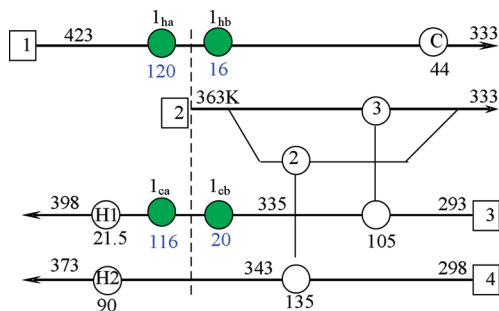 1ha 1hb
1 423 C 333
120 16 44
2 363K 3 333
2
1ca 1cb
398 H1 335 293 3
21.5 116 20 105
373 H2 343 298 4
90 135